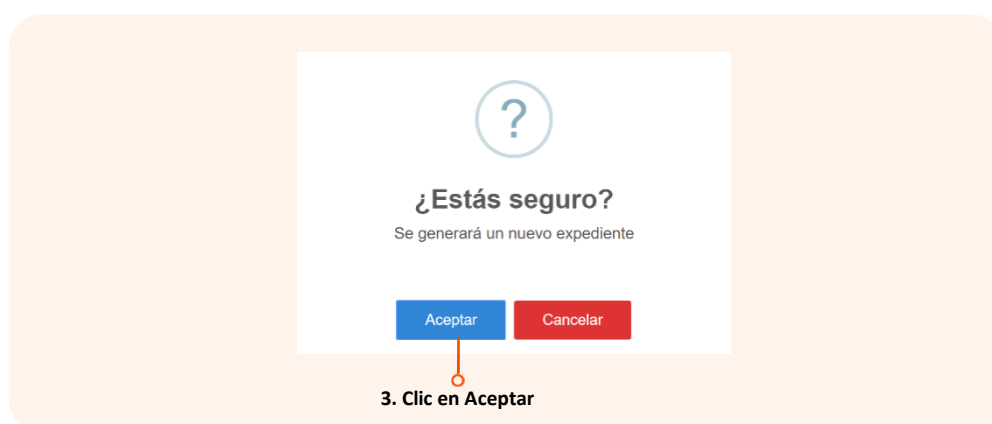 ?
¿Estás seguro?
Se generará un nuevo expediente
Aceptar Cancelar
3. Clic en Aceptar